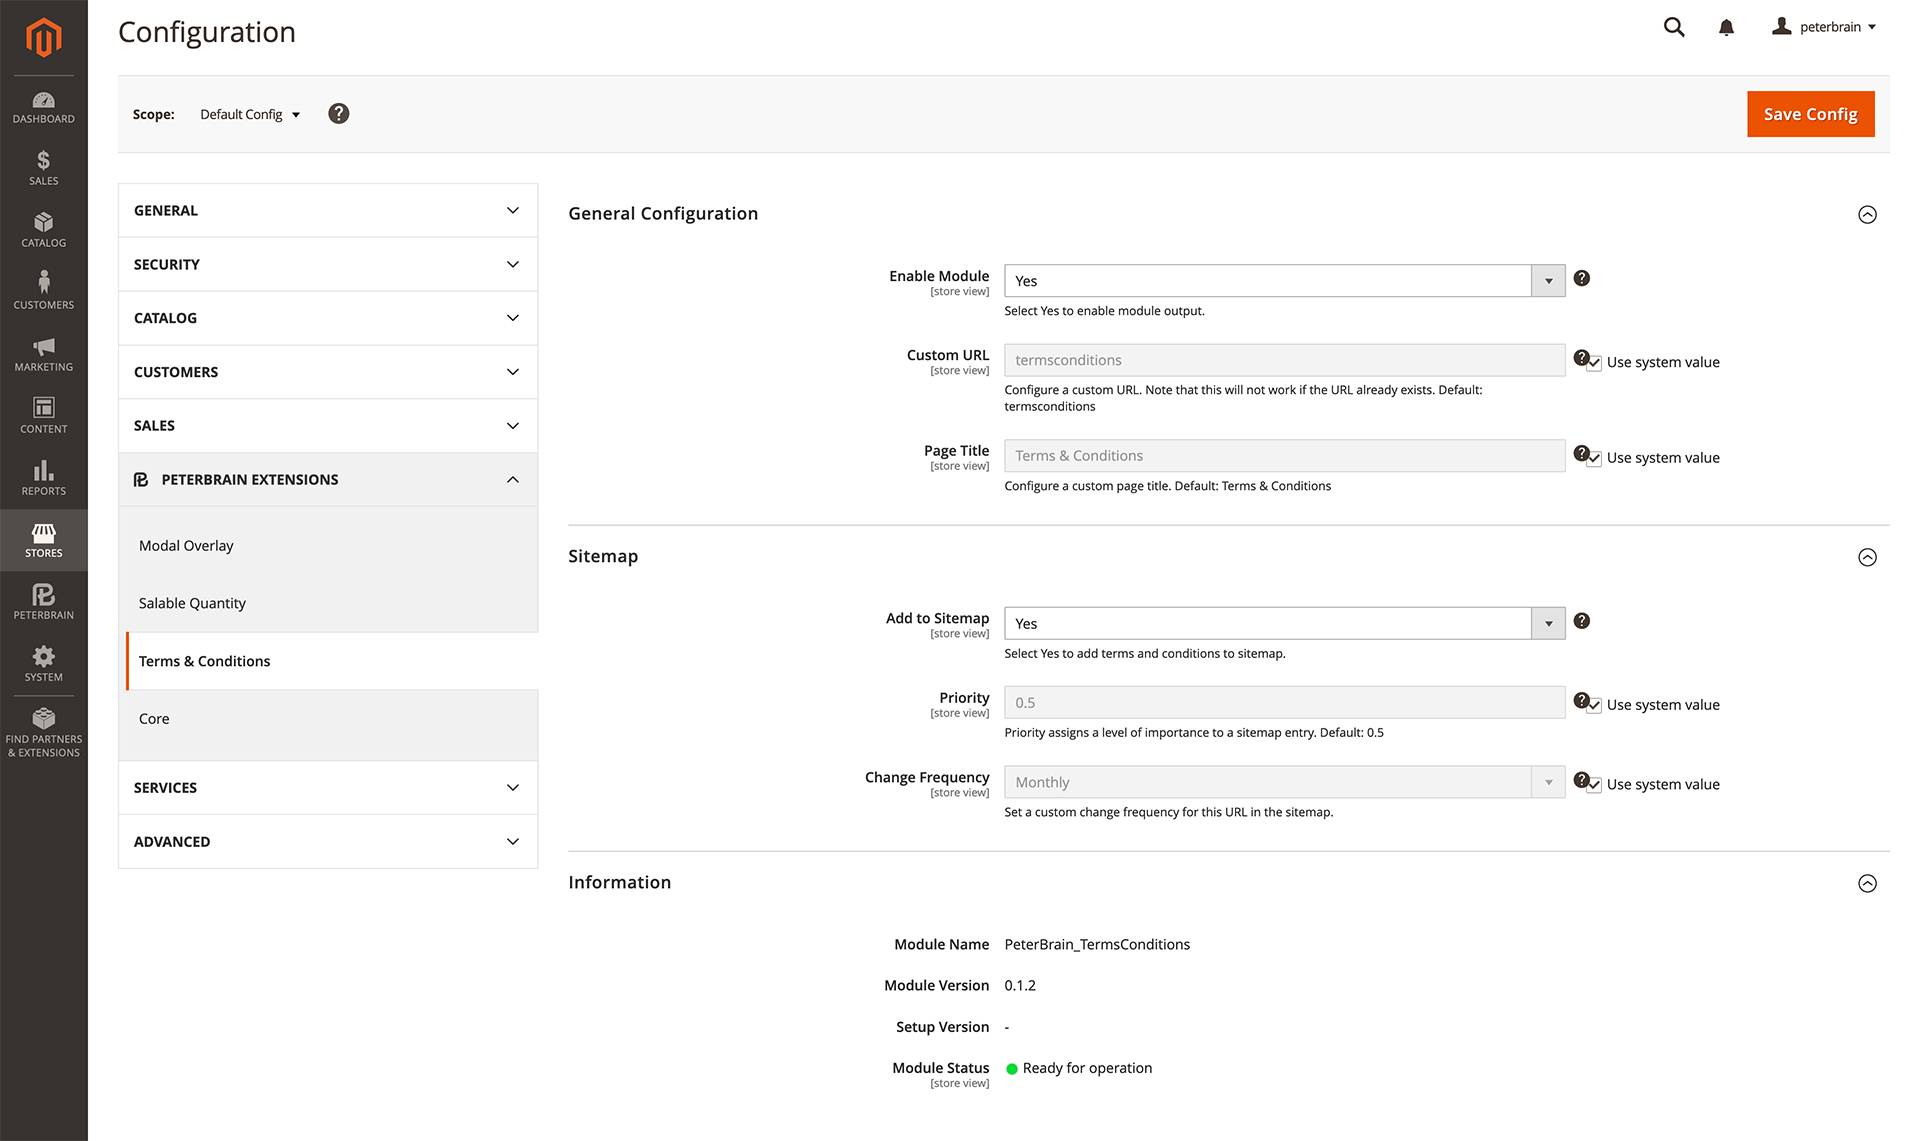 Configuration
peterbrain
Scope: Default Config ?
Save Config
DASHBOARD
SALES
CATALOG
CUSTOMERS
MARKETING
CONTENT
REPORTS
STORES
PETERBRAIN
SYSTEM
FIND PARTNERS
& EXTENSIONS
GENERAL
SECURITY
CATALOG
CUSTOMERS
SALES
PETERBRAIN EXTENSIONS
Modal Overlay
Salable Quantity
Terms & Conditions
Core
SERVICES
ADVANCED
General Configuration
Enable Module Yes ?
[store view]
Select Yes to enable module output.
Custom URL termsconditions ? Use system value
[store view]
Configure a custom URL. Note that this will not work if the URL already exists. Default:
termsconditions
Page Title Terms & Conditions ? Use system value
[store view]
Configure a custom page title. Default: Terms & Conditions
Sitemap
Add to Sitemap Yes ?
[store view]
Select Yes to add terms and conditions to sitemap.
Priority 0.5 ? Use system value
[store view]
Priority assigns a level of importance to a sitemap entry. Default: 0.5
Change Frequency Monthly ? Use system value
[store view]
Set a custom change frequency for this URL in the sitemap.
Information
Module Name PeterBrain_TermsConditions
Module Version 0.1.2
Setup Version -
Module Status Ready for operation
[store view]